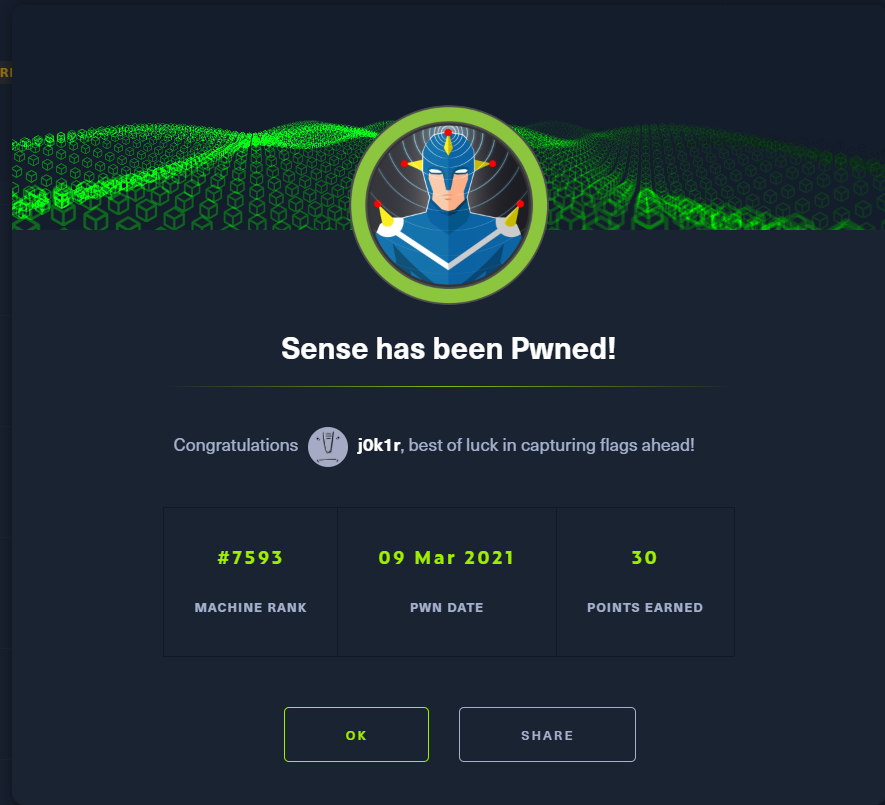 RE
Sense has been Pwned!
Congratulations j0k1r, best of luck in capturing flags ahead!
#7593 09 Mar 2021 30
MACHINE RANK PWN DATE POINTS EARNED
OK SHARE